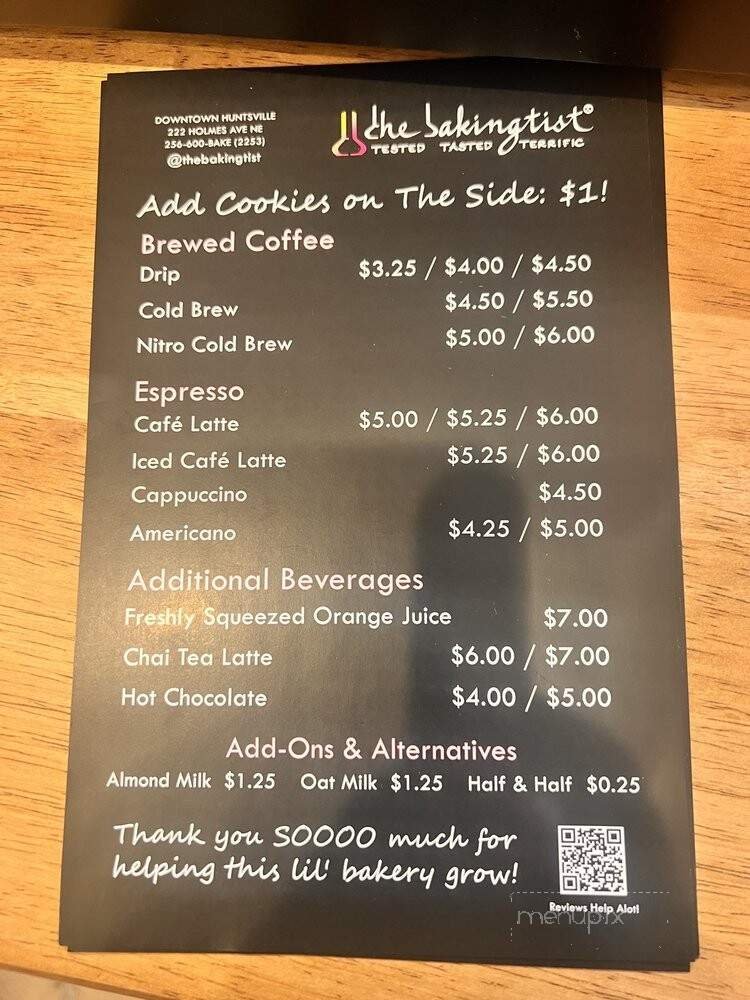 DOWNTOWN HUNTSVILLE
222 HOLMES AVE NE
256-600-BAKE (2253)
@thebakingtist
the bakingtist
TESTED TASTED TERRIFIC
Add Cookies on The Side: $1!
Brewed Coffee
Drip $3.25 / $4.00 / $4.50
Cold Brew $4.50 / $5.50
Nitro Cold Brew $5.00 / $6.00
Espresso
Café Latte $5.00 / $5.25 / $6.00
Iced Café Latte $5.25 / $6.00
Cappuccino $4.50
Americano $4.25 / $5.00
Additional Beverages
Freshly Squeezed Orange Juice $7.00
Chai Tea Latte $6.00 / $7.00
Hot Chocolate $4.00 / $5.00
Add-Ons & Alternatives
Almond Milk $1.25 Oat Milk $1.25 Half & Half $0.25
Thank you SOOOO much for
helping this lil' bakery grow!
Reviews Help Alot!
menupix